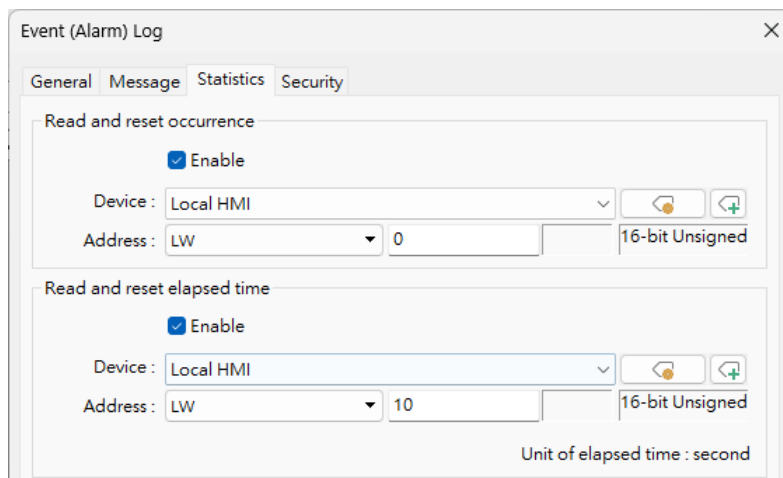 Event (Alarm) Log
General Message Statistics Security
Read and reset occurrence
Enable
Device : Local HMI
Address : LW 0 16-bit Unsigned
Read and reset elapsed time
Enable
Device : Local HMI
Address : LW 10 16-bit Unsigned
Unit of elapsed time : second